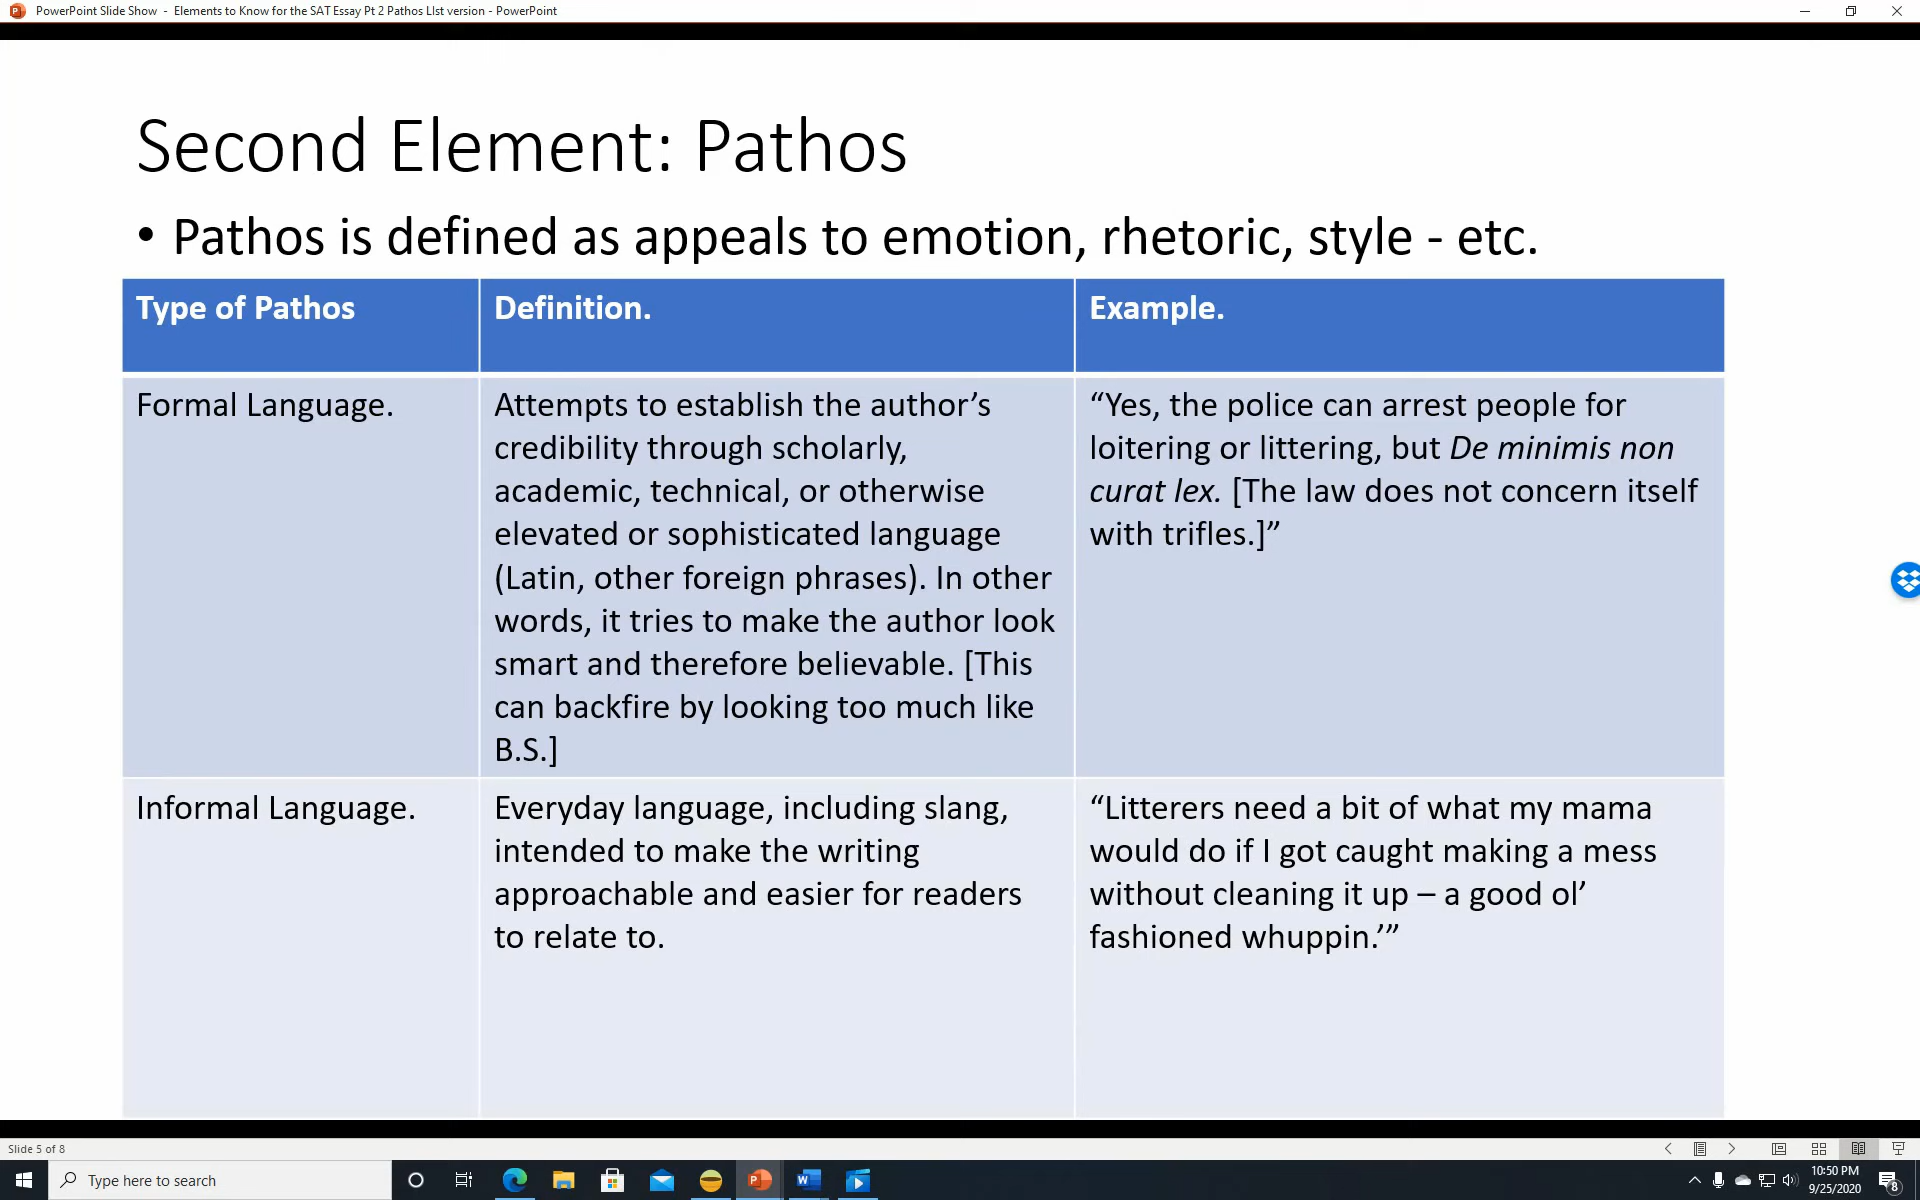 PowerPoint Slide Show - Elements to Know for the SAT Essay Pt 2 Pathos LIst version - PowerPoint
Second Element: Pathos
• Pathos is defined as appeals to emotion, rhetoric, style - etc.
Type of Pathos
Definition.
Example.
Formal Language.
Attempts to establish the author’s
credibility through scholarly,
academic, technical, or otherwise
elevated or sophisticated language
(Latin, other foreign phrases). In other
words, it tries to make the author look
smart and therefore believable. [This
can backfire by looking too much like
B.S.]
“Yes, the police can arrest people for
loitering or littering, but De minimis non
curat lex. [The law does not concern itself
with trifles.]”
Informal Language.
Everyday language, including slang,
intended to make the writing
approachable and easier for readers
to relate to.
“Litterers need a bit of what my mama
would do if I got caught making a mess
without cleaning it up – a good ol’
fashioned whuppin.’”
Slide 5 of 8
Type here to search
10:50 PM
9/25/2020
8